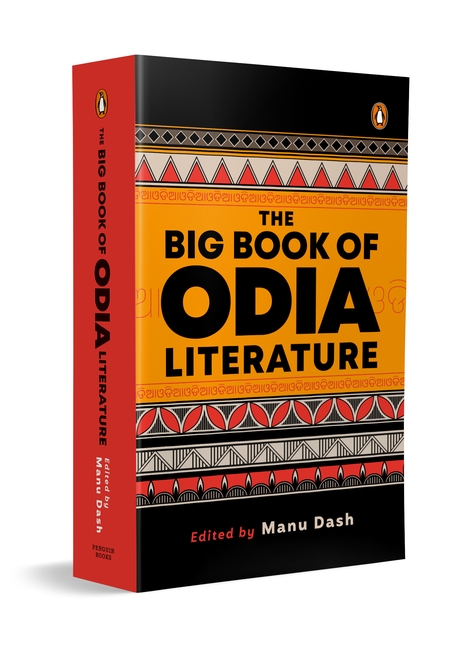 THE
BIG BOOK OF
ODIA
LITERATURE
Edited by Manu Dash
THE BIG BOOK OF ODIA LITERATURE
Edited by
Manu Dash
PENGUIN
BOOKS